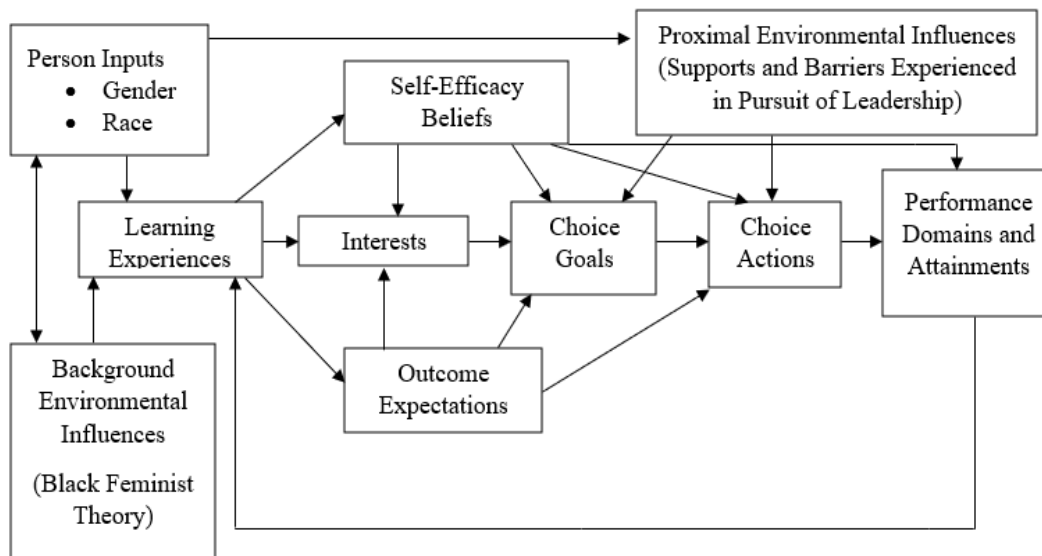 Person Inputs
• Gender
• Race
Proximal Environmental Influences
(Supports and Barriers Experienced
in Pursuit of Leadership)
Self-Efficacy
Beliefs
Learning
Experiences
Interests
Choice
Goals
Choice
Actions
Performance
Domains and
Attainments
Background
Environmental
Influences
(Black Feminist
Theory)
Outcome
Expectations